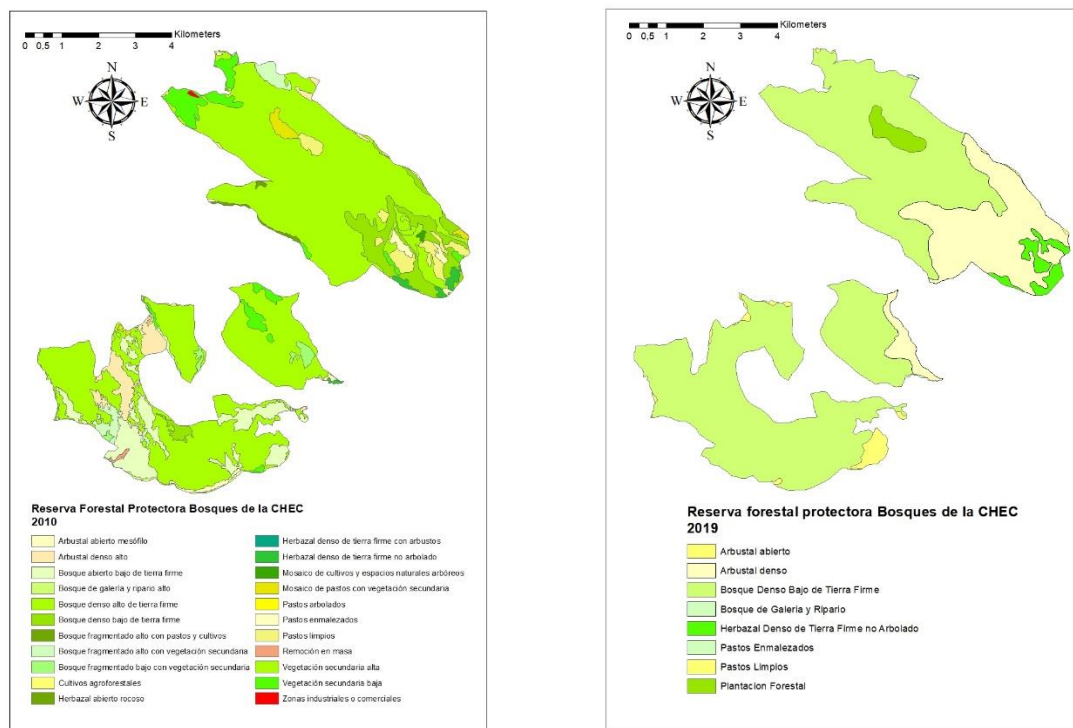 Kilometers
0 0,5 1 2 3 4
N
W E
S
Reserva Forestal Protectora Bosques de la CHEC
2010
Arbustal abierto mesófilo
Arbustal denso alto
Bosque abierto bajo de tierra firme
Bosque de galería y ripario alto
Bosque denso alto de tierra firme
Bosque denso bajo de tierra firme
Bosque fragmentado alto con pastos y cultivos
Bosque fragmentado alto con vegetación secundaria
Bosque fragmentado bajo con vegetación secundaria
Cultivos agroforestales
Herbazal abierto rocoso
Herbazal denso de tierra firme con arbustos
Herbazal denso de tierra firme no arbolado
Mosaico de cultivos y espacios naturales arbóreos
Mosaico de pastos con vegetación secundaria
Pastos arbolados
Pastos enmalezados
Pastos limpios
Remoción en masa
Vegetación secundaria alta
Vegetación secundaria baja
Zonas industriales o comerciales
Kilometers
0 0,5 1 2 3 4
N
W E
S
Reserva forestal protectora Bosques de la CHEC
2019
Arbustal abierto
Arbustal denso
Bosque Denso Bajo de Tierra Firme
Bosque de Galeria y Ripario
Herbazal Denso de Tierra Firme no Arbolado
Pastos Enmalezados
Pastos Limpios
Plantacion Forestal